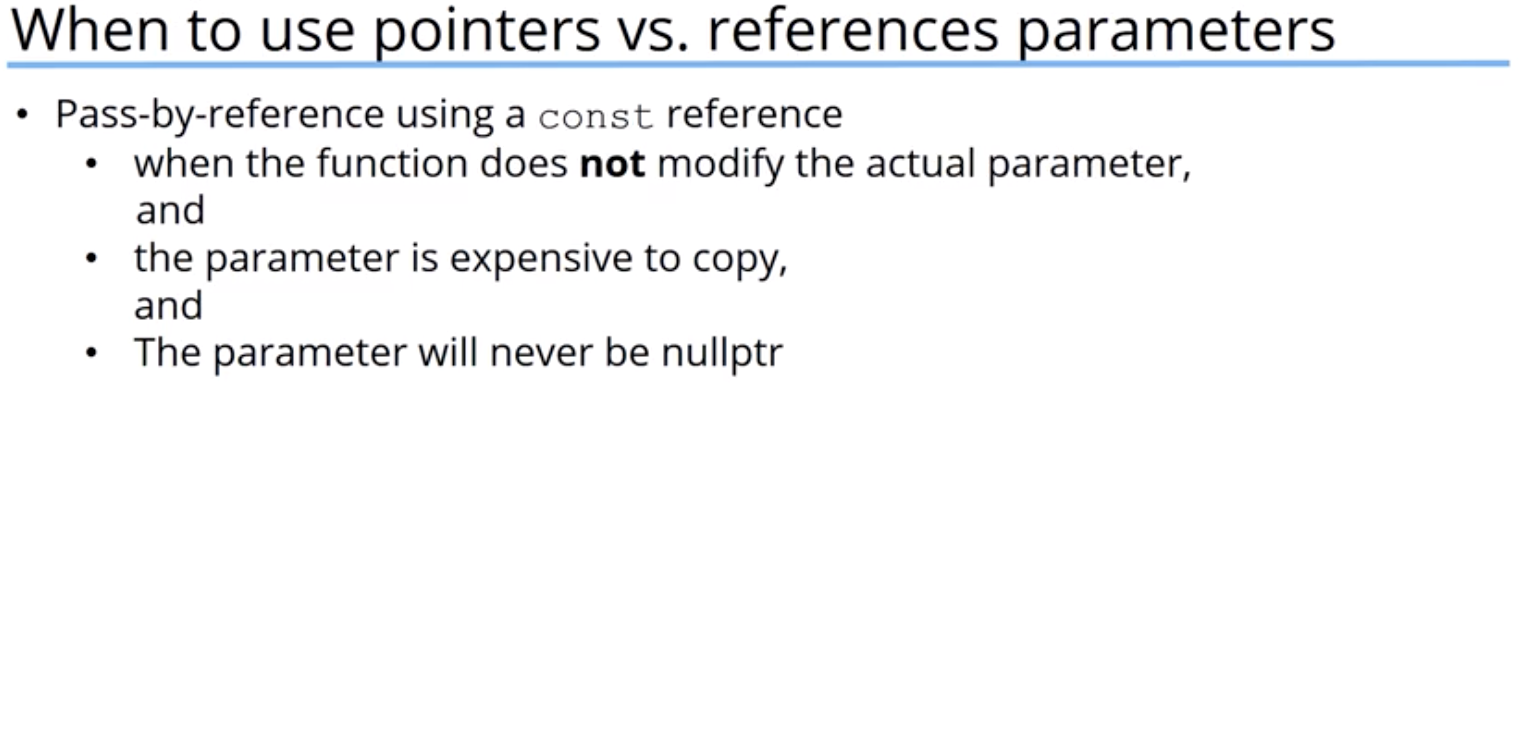 When to use pointers vs. references parameters
• Pass-by-reference using a const reference
• when the function does not modify the actual parameter,
and
• the parameter is expensive to copy,
and
• The parameter will never be nullptr